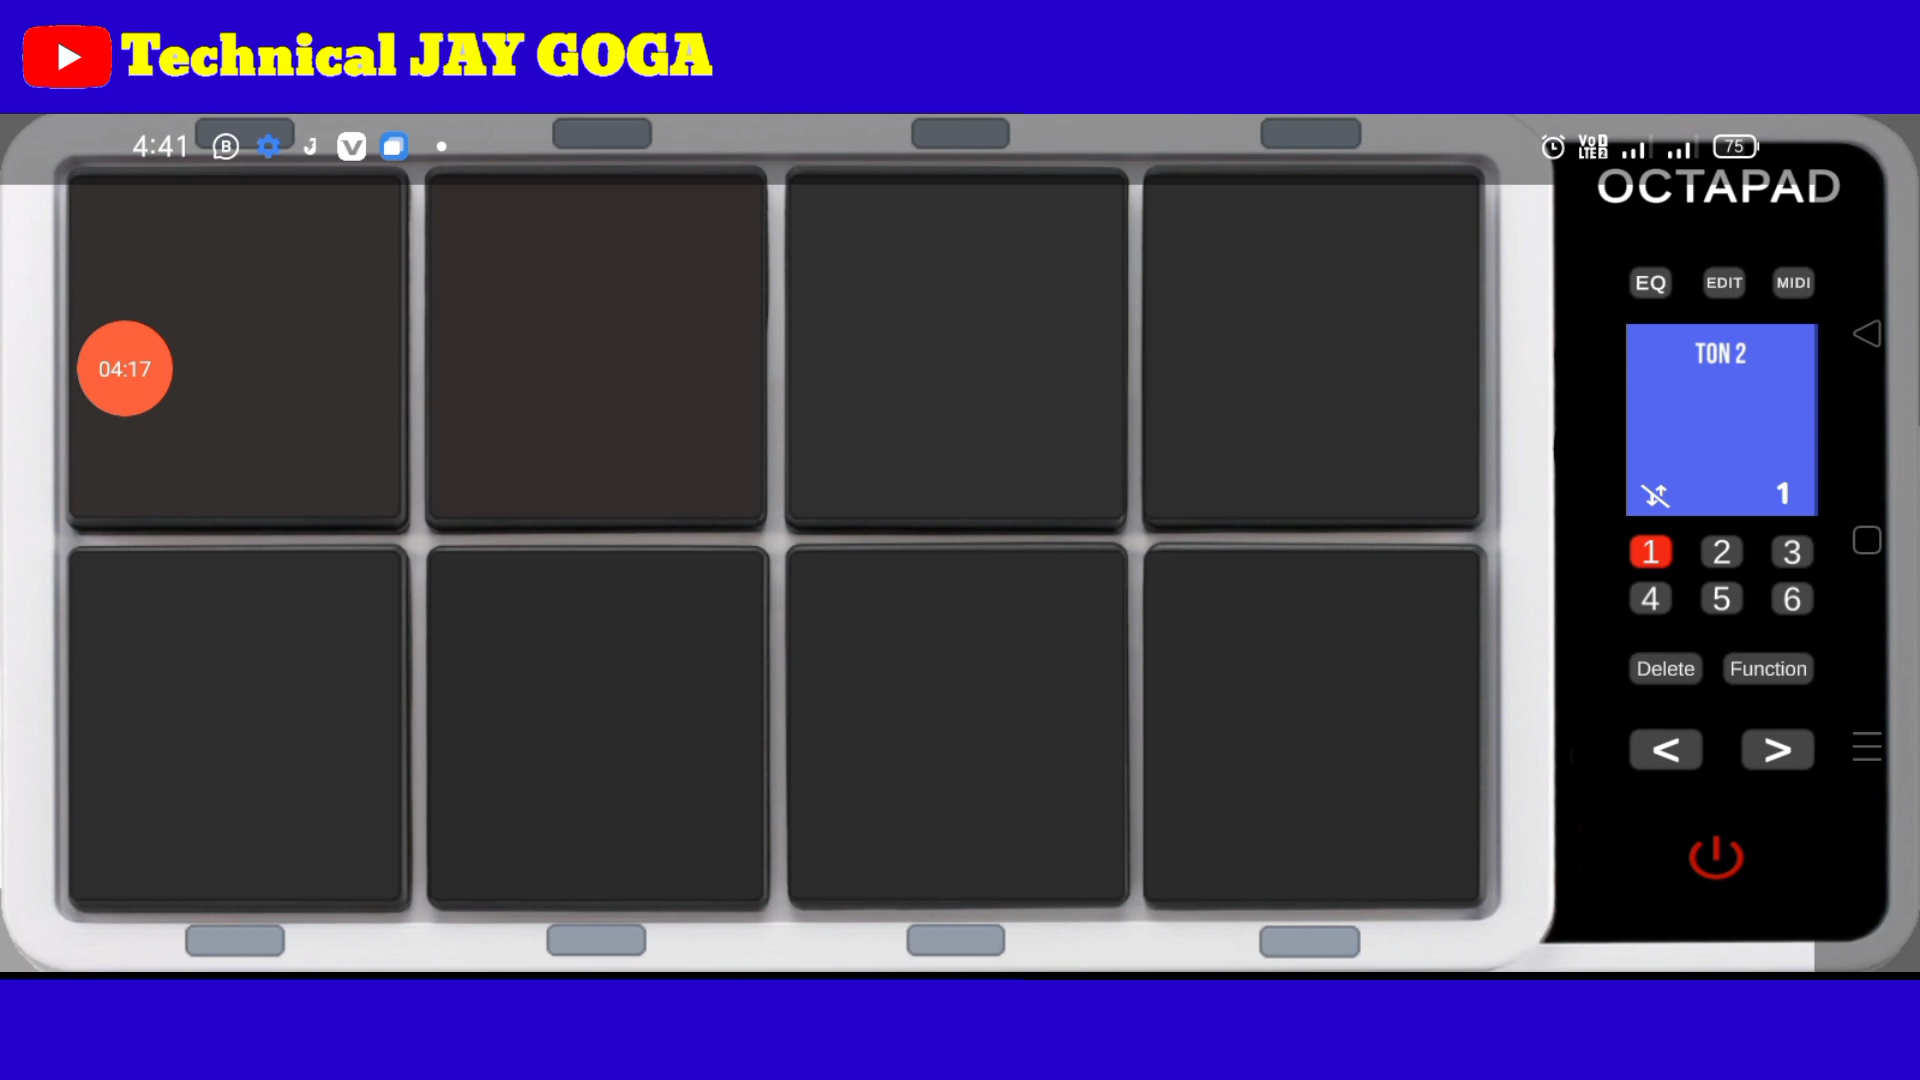 Technical JAY GOGA
4:41
75
OCTAPAD
EQ EDIT MIDI
TON 2
1
04:17
1 2 3
4 5 6
Delete Function
< >